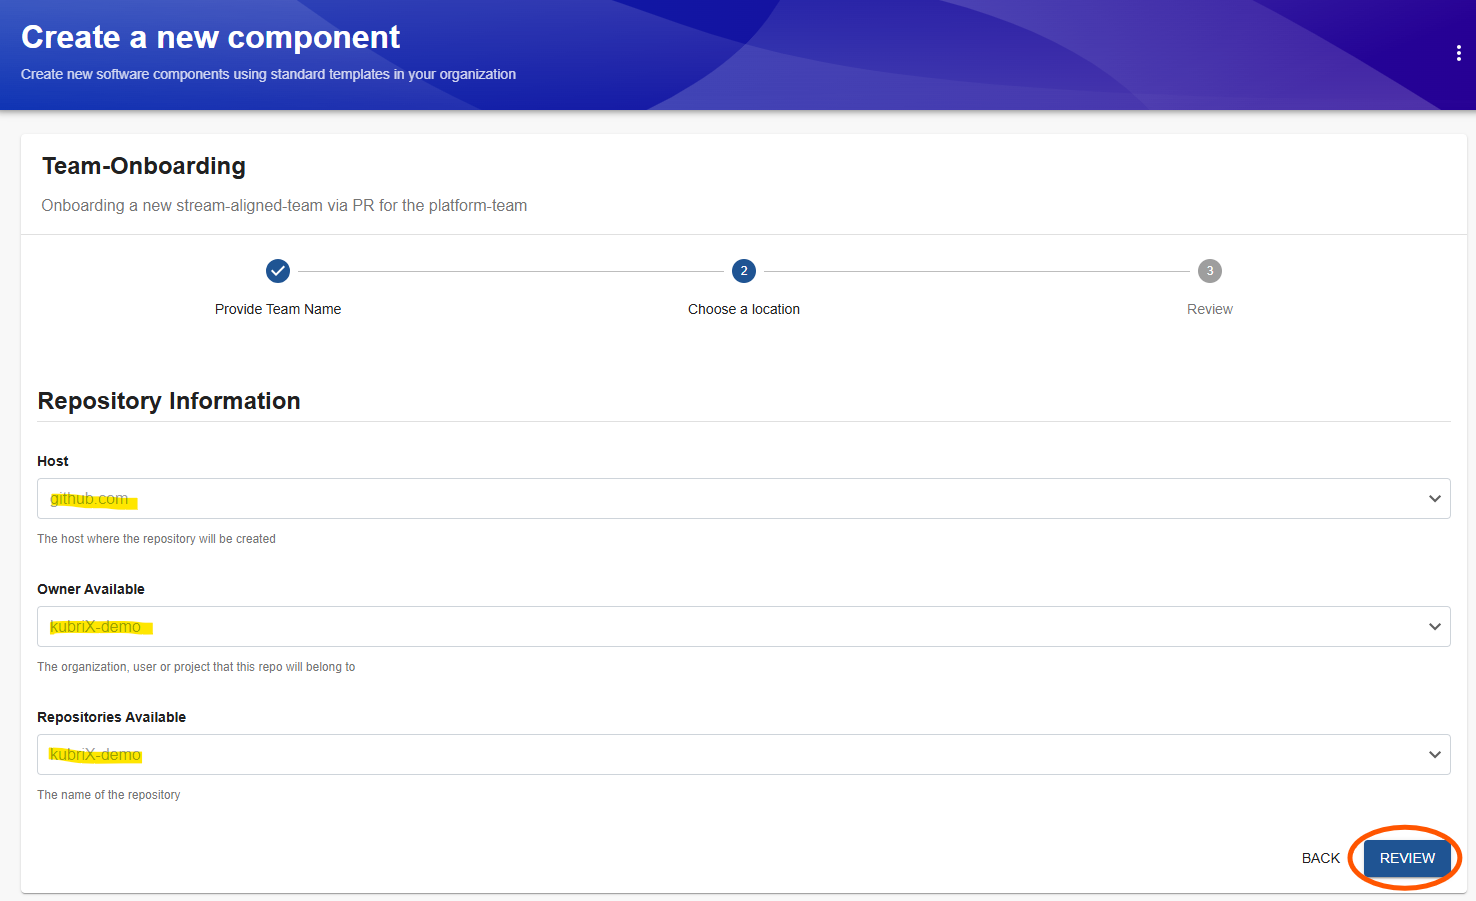 Create a new component
Create new software components using standard templates in your organization
Team-Onboarding
Onboarding a new stream-aligned-team via PR for the platform-team
2
3
Provide Team Name
Choose a location
Review
Repository Information
Host
github.com
The host where the repository will be created
Owner Available
kubriX-demo
The organization, user or project that this repo will belong to
Repositories Available
kubriX-demo
The name of the repository
BACK
REVIEW